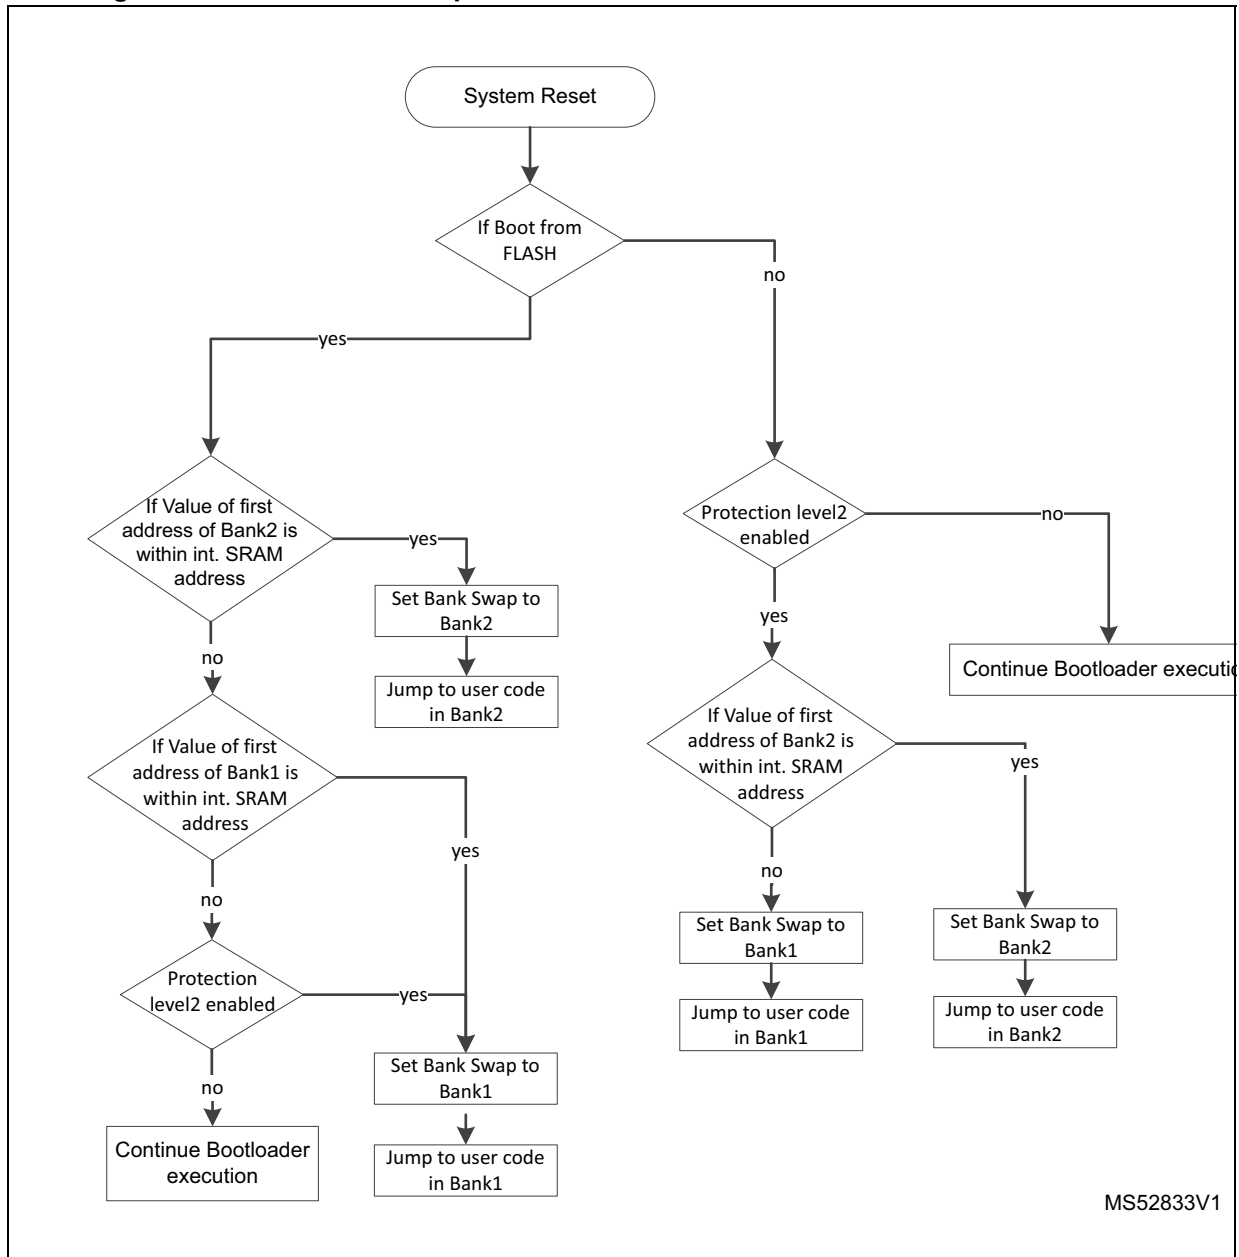 System Reset
If Boot from
FLASH
no
yes
If Value of first
address of Bank2 is
within int. SRAM
address
yes
Set Bank Swap to
Bank2
Jump to user code
in Bank2
no
If Value of first
address of Bank1 is
within int. SRAM
address
yes
no
Protection
level2 enabled
yes
Set Bank Swap to
Bank1
Jump to user code
in Bank1
no
Continue Bootloader
execution
Protection level2
enabled
no
Continue Bootloader
yes
If Value of first
address of Bank2 is
within int. SRAM
address
yes
no
Set Bank Swap to
Bank1
Jump to user code
in Bank1
Set Bank Swap to
Bank2
Jump to user code
in Bank2
MS52833V1